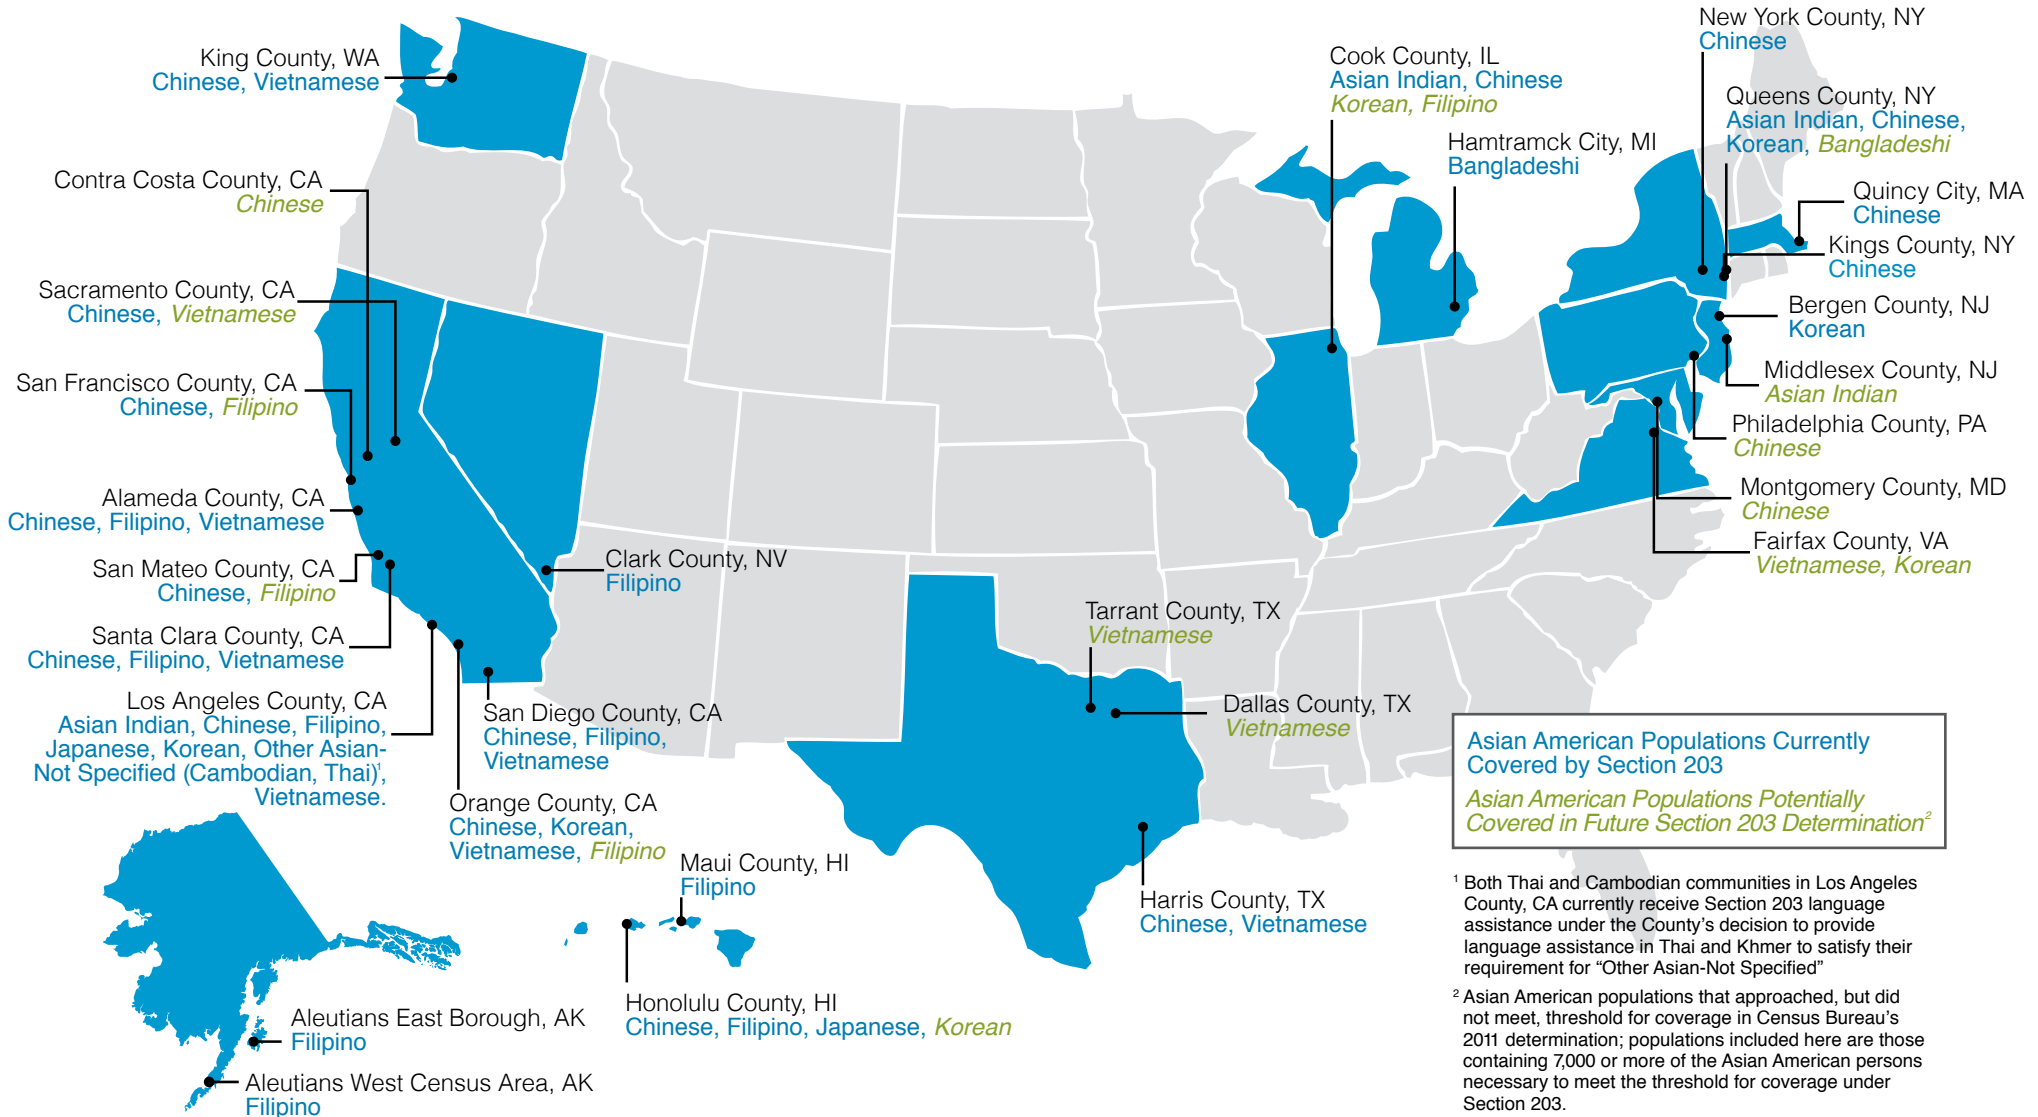 King County, WA
Chinese, Vietnamese
Contra Costa County, CA
Chinese
Sacramento County, CA
Chinese, Vietnamese
San Francisco County, CA
Chinese, Filipino
Alameda County, CA
Chinese, Filipino, Vietnamese
San Mateo County, CA
Chinese, Filipino
Santa Clara County, CA
Chinese, Filipino, Vietnamese
Los Angeles County, CA
Asian Indian, Chinese, Filipino,
Japanese, Korean, Other Asian-
Not Specified (Cambodian, Thai)¹,
Vietnamese.
Clark County, NV
Filipino
San Diego County, CA
Chinese, Filipino,
Vietnamese
Orange County, CA
Chinese, Korean,
Vietnamese, Filipino
Maui County, HI
Filipino
Honolulu County, HI
Chinese, Filipino, Japanese, Korean
Aleutians East Borough, AK
Filipino
Aleutians West Census Area, AK
Filipino
Cook County, IL
Asian Indian, Chinese
Korean, Filipino
Hamtramck City, MI
Bangladeshi
Tarrant County, TX
Vietnamese
Dallas County, TX
Vietnamese
Harris County, TX
Chinese, Vietnamese
New York County, NY
Chinese
Queens County, NY
Asian Indian, Chinese,
Korean, Bangladeshi
Quincy City, MA
Chinese
Kings County, NY
Chinese
Bergen County, NJ
Korean
Middlesex County, NJ
Asian Indian
Philadelphia County, PA
Chinese
Montgomery County, MD
Chinese
Fairfax County, VA
Vietnamese, Korean
Asian American Populations Currently
Covered by Section 203
Asian American Populations Potentially
Covered in Future Section 203 Determination²
¹ Both Thai and Cambodian communities in Los Angeles
County, CA currently receive Section 203 language
assistance under the County’s decision to provide
language assistance in Thai and Khmer to satisfy their
requirement for “Other Asian-Not Specified”
² Asian American populations that approached, but did
not meet, threshold for coverage in Census Bureau’s
2011 determination; populations included here are those
containing 7,000 or more of the Asian American persons
necessary to meet the threshold for coverage under
Section 203.